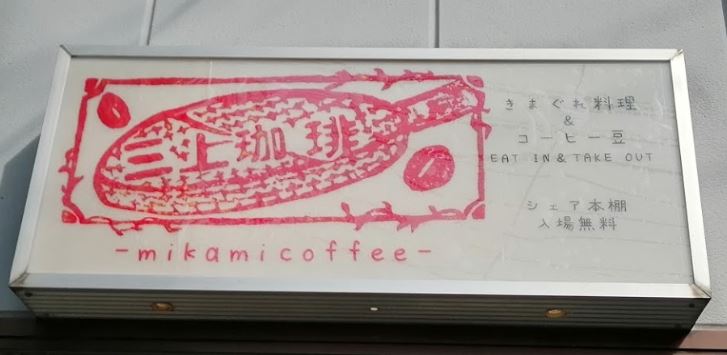 三上珈琲
-mikamicoffee-
きまぐれ料理
&
コーヒー豆
EAT IN & TAKE OUT
シェア本棚
入場無料